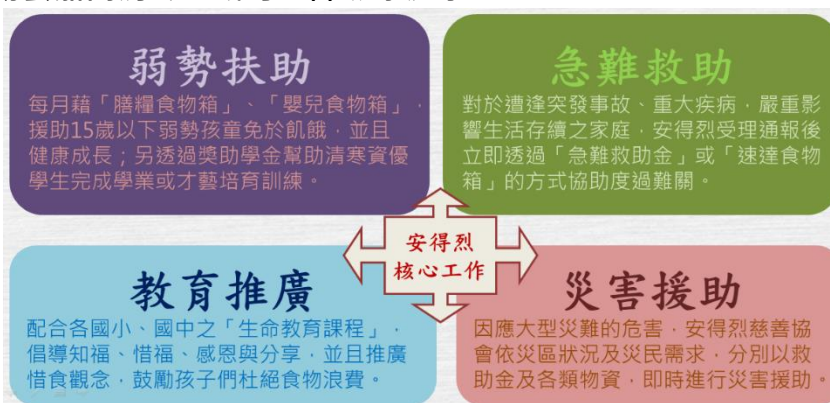 弱勢扶助
每月藉「膳糧食物箱」、「嬰兒食物箱」，
援助15歲以下弱勢孩童免於飢餓，並且
健康成長；另透過獎助學金幫助清寒資優
學生完成學業或才藝培育訓練。
急難救助
對於遭逢突發事故、重大疾病，嚴重影
響生活存續之家庭，安得烈受理通報後
立即透過「急難救助金」或「速達食物
箱」的方式協助度過難關。
安得烈
核心工作
教育推廣
配合各國小、國中之「生命教育課程」，
倡導知福、惜福、感恩與分享，並且推廣
惜食觀念，鼓勵孩子們杜絕食物浪費。
災害援助
因應大型災難的危害，安得烈慈善協
會依災區狀況及災民需求，分別以救
助金及各類物資，即時進行災害援助。